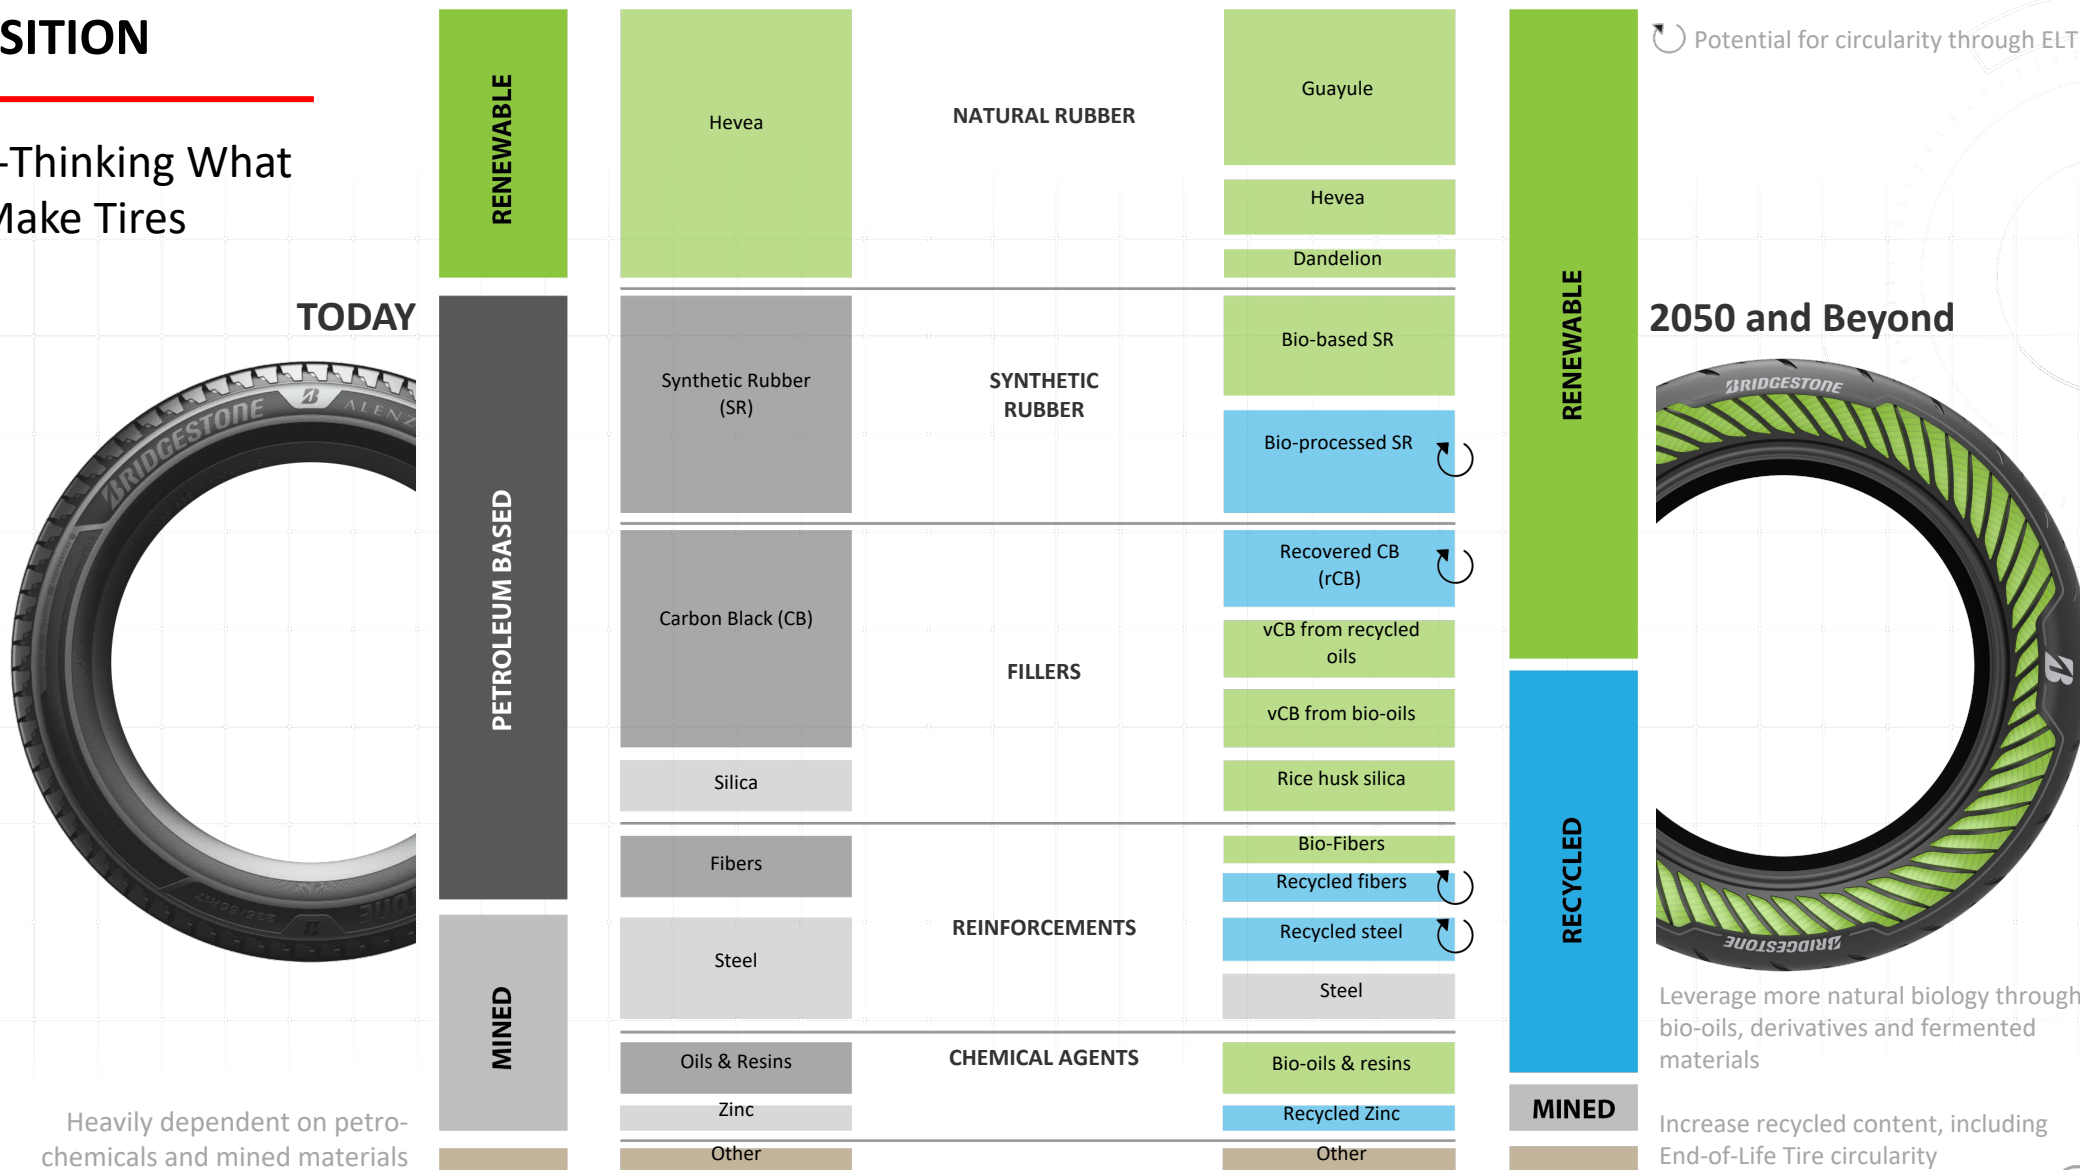 SITION
-Thinking What
Make Tires
TODAY
BRIDGESTONE
B
ALENZ
235/65R17
Heavily dependent on petro-
chemicals and mined materials
RENEWABLE
PETROLEUM BASED
MINED
Hevea
Synthetic Rubber
(SR)
Carbon Black (CB)
Silica
Fibers
Steel
Oils & Resins
Zinc
Other
NATURAL RUBBER
SYNTHETIC
RUBBER
FILLERS
REINFORCEMENTS
CHEMICAL AGENTS
Guayule
Hevea
Dandelion
Bio-based SR
Bio-processed SR
Recovered CB
(rCB)
vCB from recycled
oils
vCB from bio-oils
Rice husk silica
Bio-Fibers
Recycled fibers
Recycled steel
Steel
Bio-oils & resins
Recycled Zinc
Other
RENEWABLE
RECYCLED
MINED
Potential for circularity through ELT
2050 and Beyond
BRIDGESTONE
B
BRIDGESTONE
Leverage more natural biology through
bio-oils, derivatives and fermented
materials
Increase recycled content, including
End-of-Life Tire circularity